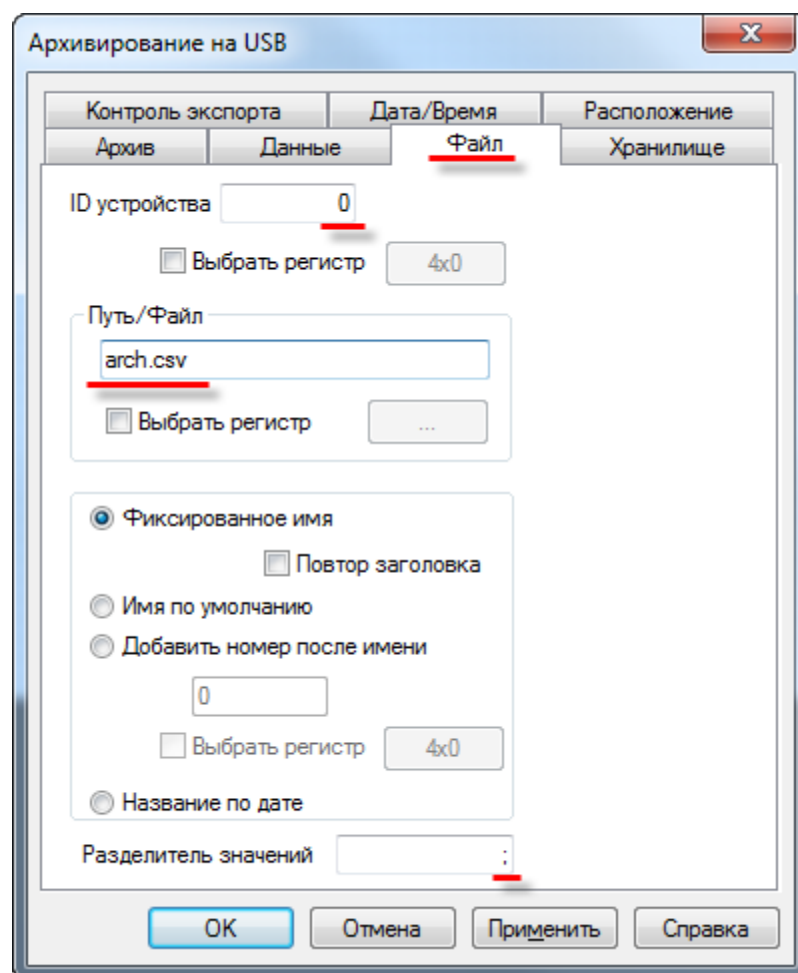 Архивирование на USB
Контроль экспорта Дата/Время Расположение
Архив Данные Файл Хранилище
ID устройства 0
Выбрать регистр 4x0
Путь/Файл
arch.csv
Выбрать регистр ...
Фиксированное имя
Повтор заголовка
Имя по умолчанию
Добавить номер после имени
0
Выбрать регистр 4x0
Название по дате
Разделитель значений ;
OK Отмена Применить Справка